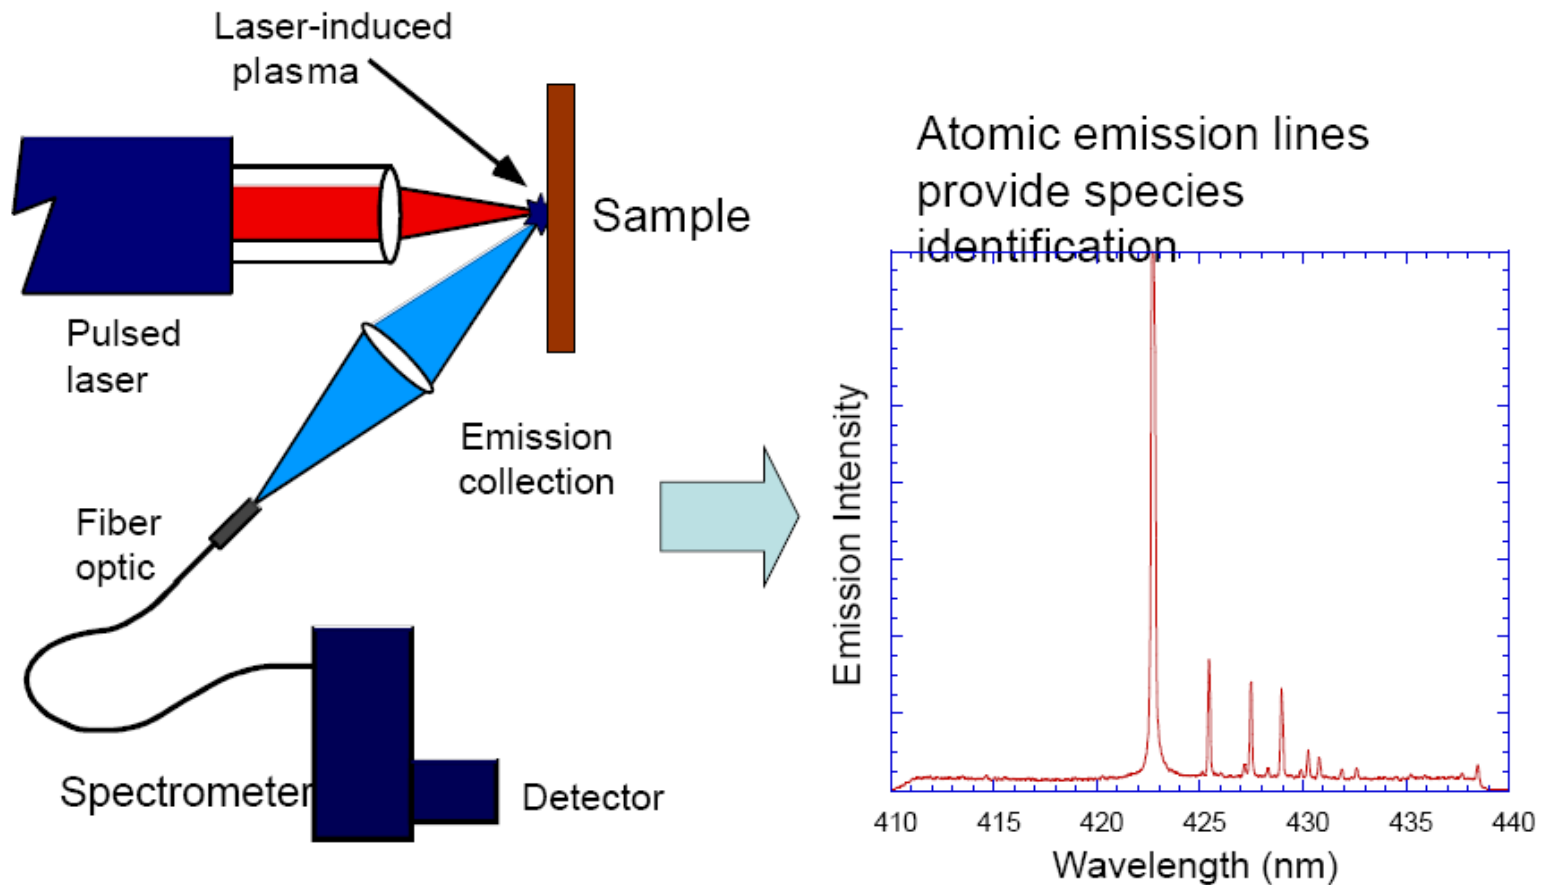 Laser-induced
plasma
Sample
Pulsed
laser
Emission
collection
Fiber
optic
Spectrometer
Detector
Atomic emission lines
provide species
identification
Emission Intensity
410 415 420 425 430 435 440
Wavelength (nm)